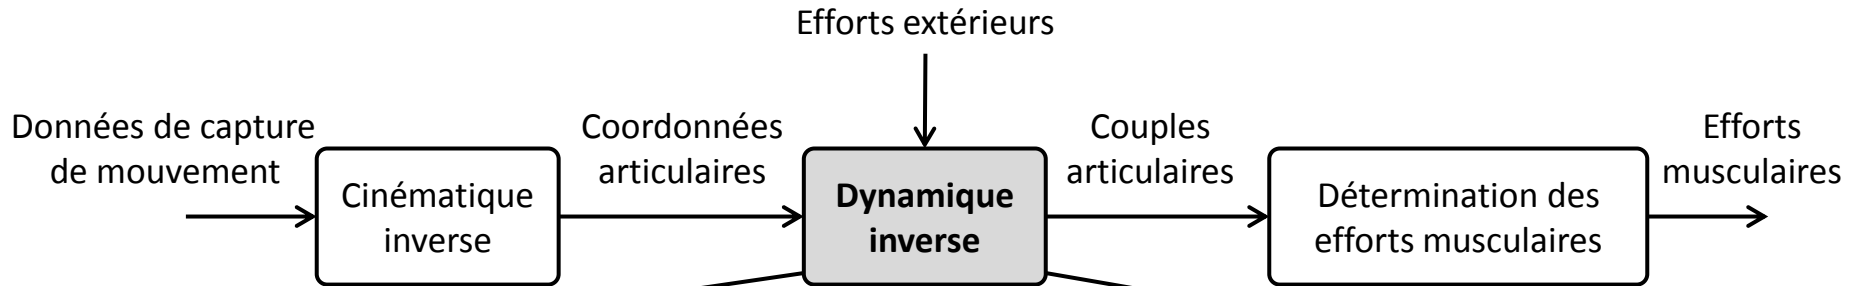 Efforts extérieurs
Données de capture
de mouvement
Cinématique
inverse
Coordonnées
articulaires
Dynamique
inverse
Couples
articulaires
Détermination des
efforts musculaires
Efforts
musculaires